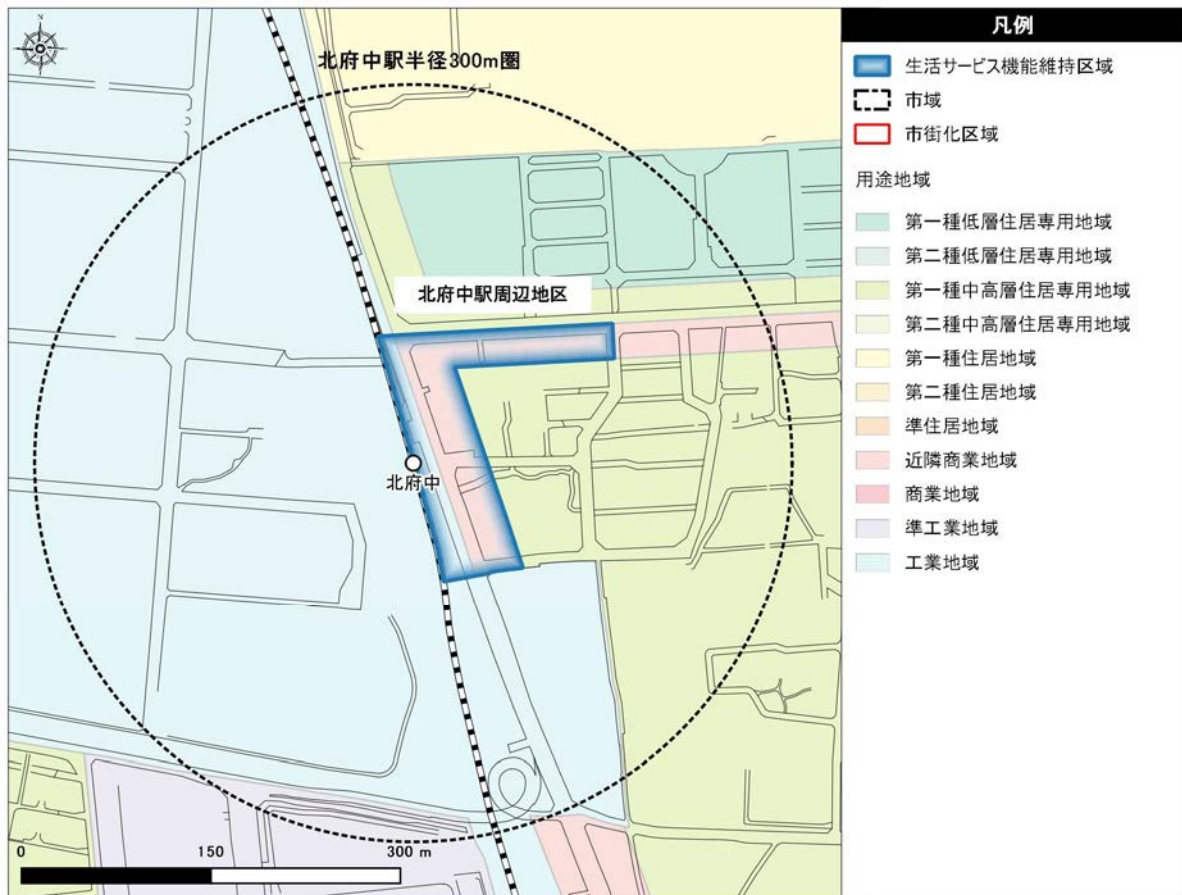 N
北府中駅半径300m圏
北府中駅周辺地区
北府中
0 150 300 m
凡例
生活サービス機能維持区域
市域
市街化区域
用途地域
第一種低層住居専用地域
第二種低層住居専用地域
第一種中高層住居専用地域
第二種中高層住居専用地域
第一種住居地域
第二種住居地域
準住居地域
近隣商業地域
商業地域
準工業地域
工業地域